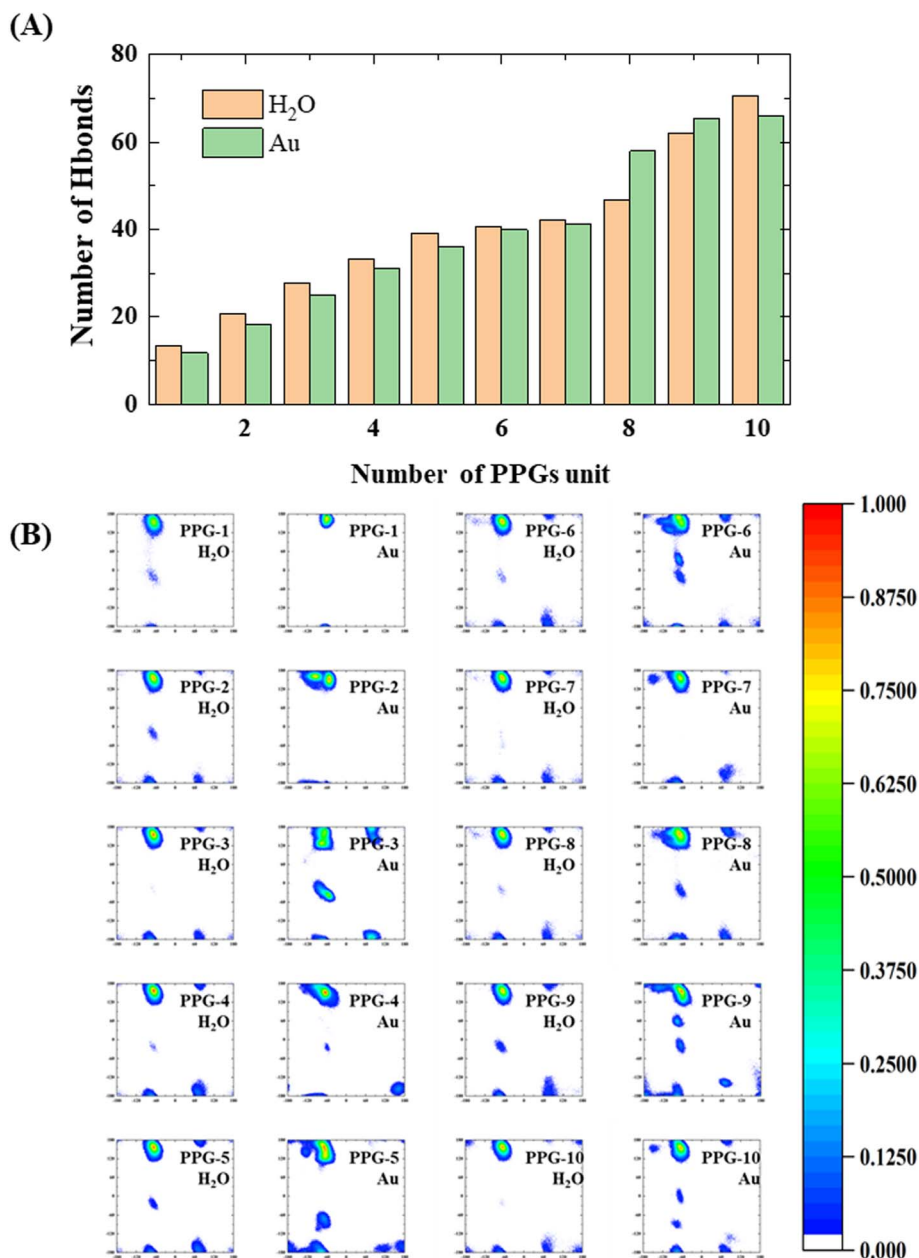 (A)
80
60
40
20
0
Number of Hbonds
H₂O
Au
2
4
6
8
10
Number of PPGs unit
(B)
PPG-1
H₂O
PPG-1
Au
PPG-6
H₂O
PPG-6
Au
PPG-2
H₂O
PPG-2
Au
PPG-7
H₂O
PPG-7
Au
PPG-3
H₂O
PPG-3
Au
PPG-8
H₂O
PPG-8
Au
PPG-4
H₂O
PPG-4
Au
PPG-9
H₂O
PPG-9
Au
PPG-5
H₂O
PPG-5
Au
PPG-10
H₂O
PPG-10
Au
1.000
0.8750
0.7500
0.6250
0.5000
0.3750
0.2500
0.1250
0.000